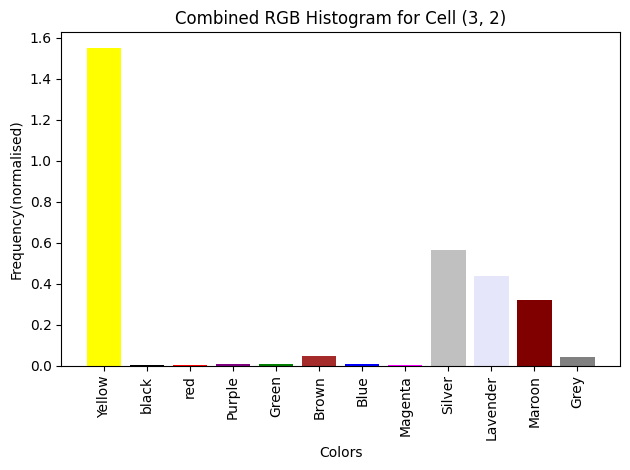 Combined RGB Histogram for Cell (3, 2)
Frequency(normalised)
1.6
1.4
1.2
1.0
0.8
0.6
0.4
0.2
0.0
Yellow
black
red
Purple
Green
Brown
Blue
Magenta
Silver
Lavender
Maroon
Grey
Colors